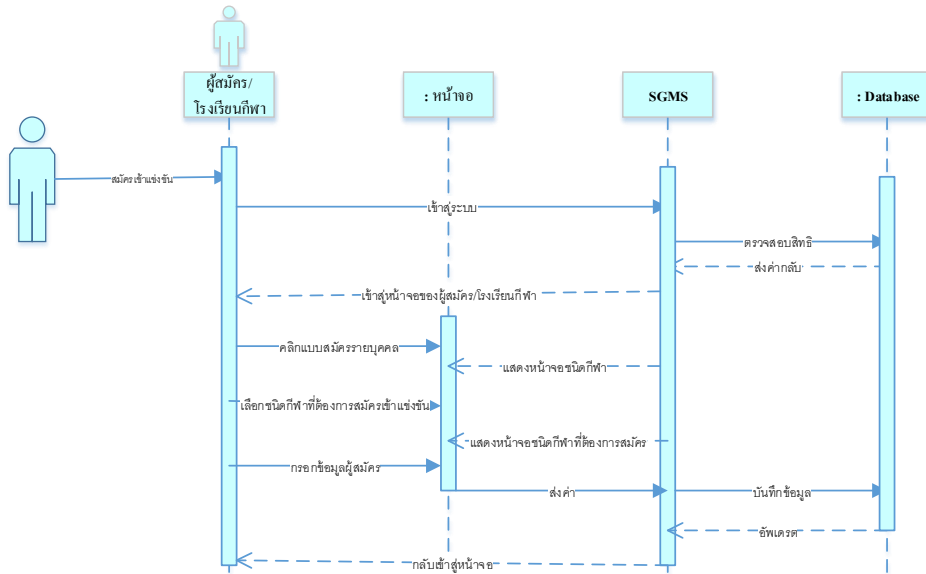 ผู้สมัคร/
โรงเรียนกีฬา
: หน้าจอ
SGMS
: Database
สมัครเข้าแข่งขัน
เข้าสู่ระบบ
ตรวจสอบสิทธิ
ส่งค่ากลับ
เข้าสู่หน้าจอของผู้สมัคร/โรงเรียนกีฬา
คลิกแบบสมัครรายบุคคล
แสดงหน้าจอชนิดกีฬา
เลือกชนิดกีฬาที่ต้องการสมัครเข้าแข่งขัน
แสดงหน้าจอชนิดกีฬาที่ต้องการสมัคร
กรอกข้อมูลผู้สมัคร
ส่งค่า
บันทึกข้อมูล
อัพเดรต
กลับเข้าสู่หน้าจอ